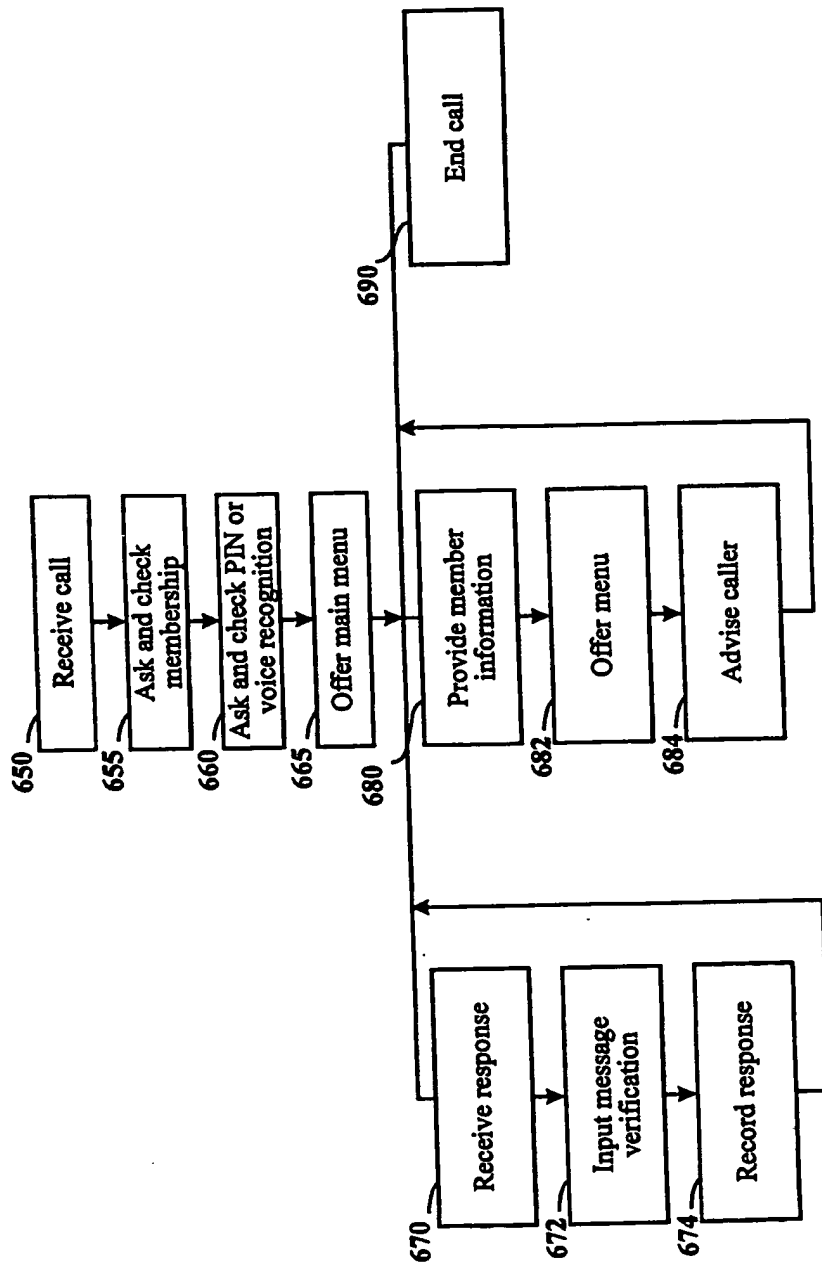 650
Receive call
655
Ask and check
membership
660
Ask and check PIN or
voice recognition
665
Offer main menu
670
Receive response
672
Input message
verification
674
Record response
680
Provide member
information
682
Offer menu
684
Advise caller
690
End call